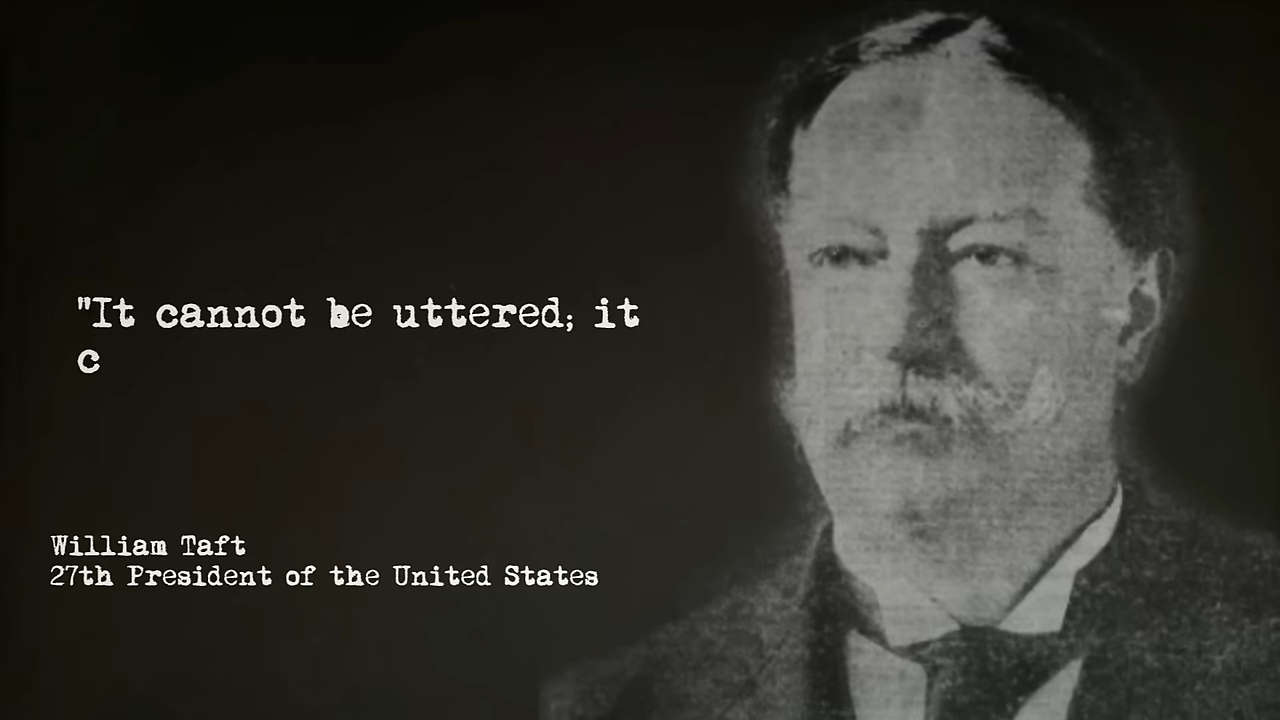 "It cannot be uttered; it
c
William Taft
27th President of the United States